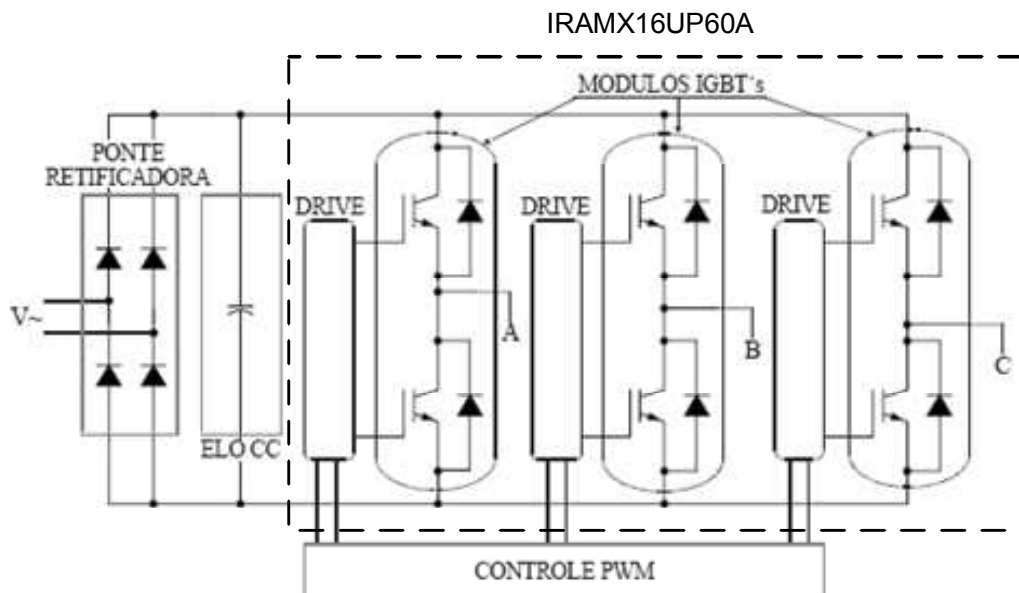 IRAMX16UP60A
MODULOS IGBT´s
PONTE
RETIFICADORA
DRIVE
DRIVE
DRIVE
V~
A
B
C
ELO CC
CONTROLE PWM